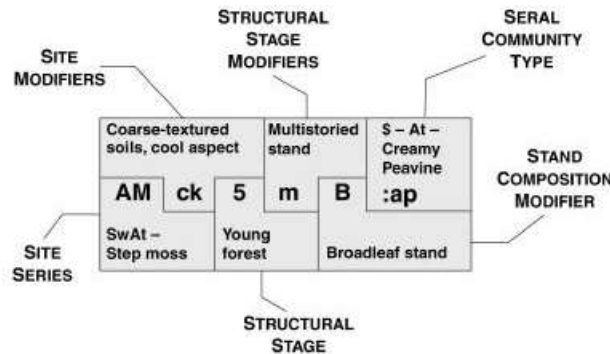 STRUCTURAL
STAGE
MODIFIERS
SERAL
COMMUNITY
TYPE
SITE
MODIFIERS
Coarse-textured
soils, cool aspect
Multistoried
stand
$ – At –
Creamy
Peavine
STAND
COMPOSITION
MODIFIER
AM ck 5 m B :ap
SwAt –
Step moss
Young
forest
Broadleaf stand
SITE
SERIES
STRUCTURAL
STAGE